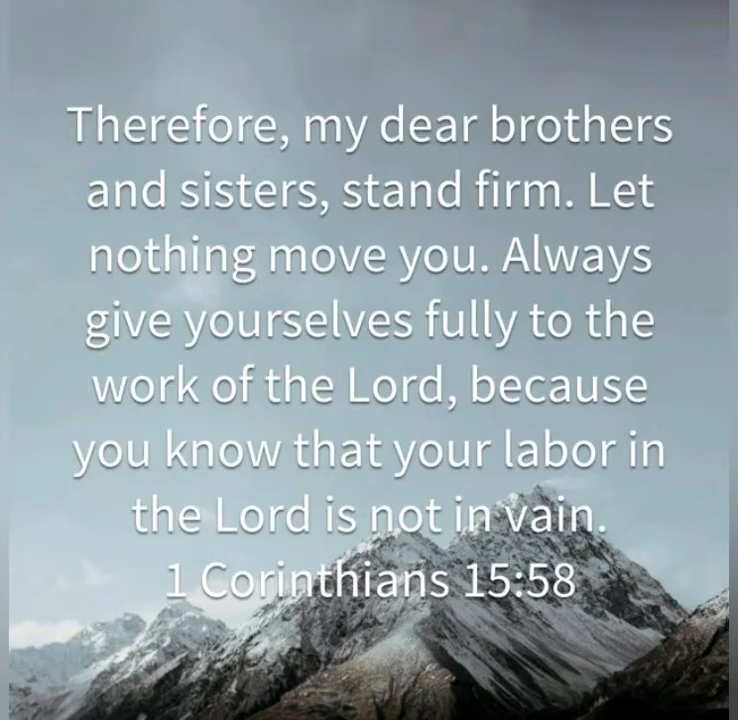 Therefore, my dear brothers
and sisters, stand firm. Let
nothing move you. Always
give yourselves fully to the
work of the Lord, because
you know that your labor in
the Lord is not in vain.
1 Corinthians 15:58